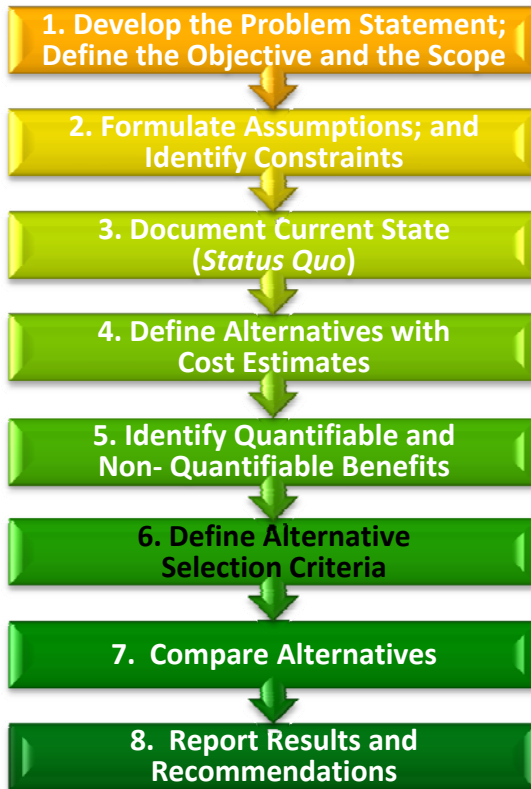 1. Develop the Problem Statement;
Define the Objective and the Scope
2. Formulate Assumptions; and
Identify Constraints
3. Document Current State
(Status Quo)
4. Define Alternatives with
Cost Estimates
5. Identify Quantifiable and
Non- Quantifiable Benefits
6. Define Alternative
Selection Criteria
7. Compare Alternatives
8. Report Results and
Recommendations